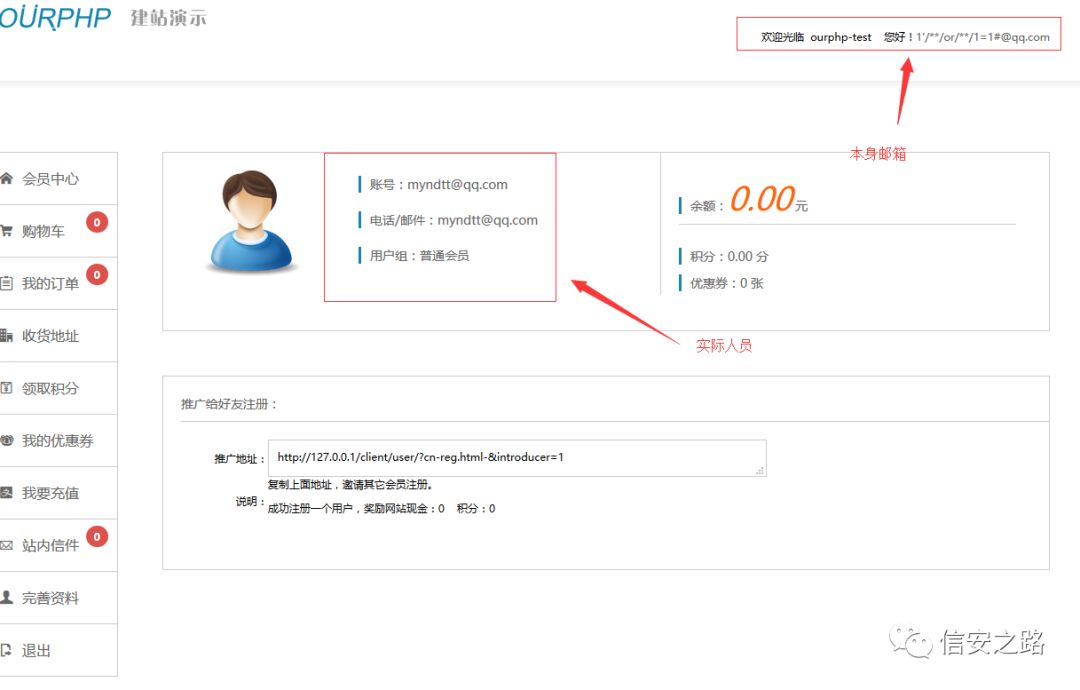 OURPHP 建站演示
欢迎光临 ourphp-test 您好！1'/**/or/**/1=1#@qq.com
本身邮箱
会员中心
购物车 0
我的订单 0
收货地址
领取积分
我的优惠券
我要充值
站内信件 0
完善资料
退出
账号：myndtt@qq.com
电话/邮件：myndtt@qq.com
用户组：普通会员
余额：0.00元
积分：0.00 分
优惠券：0 张
实际人员
推广给好友注册：
推广地址： http://127.0.0.1/client/user/?cn-reg.html-&introducer=1
复制上面地址，邀请其它会员注册。
说明：
成功注册一个用户，奖励网站现金：0 积分：0
信安之路